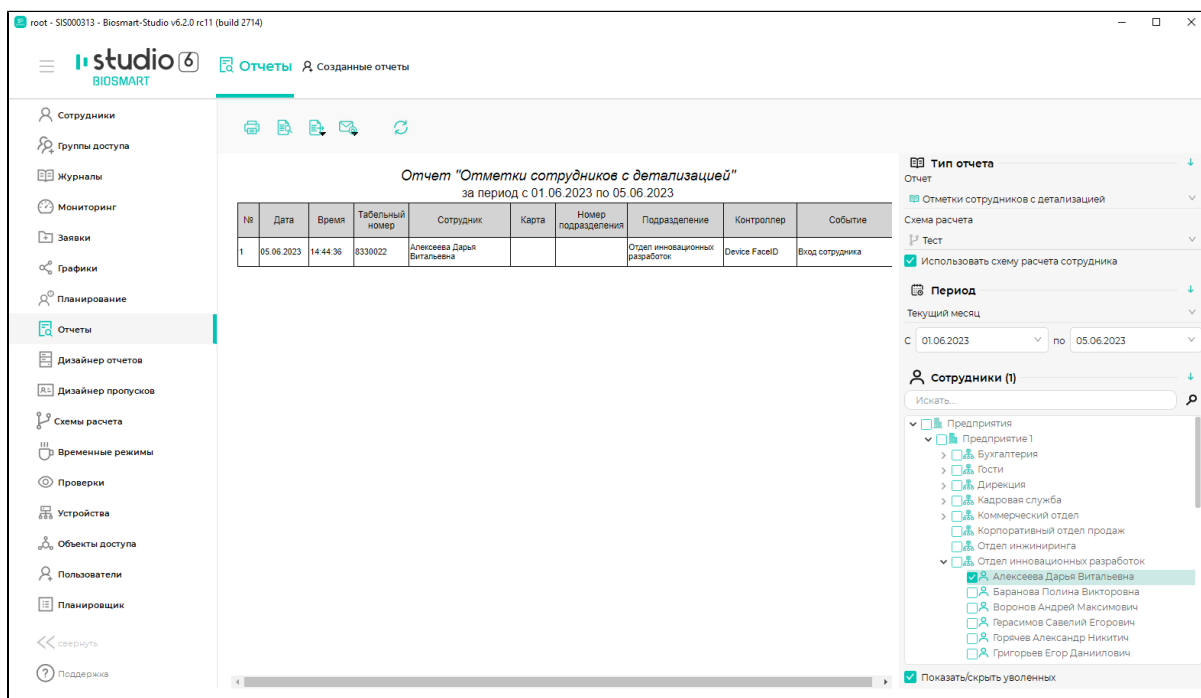 root - SIS000313 - Biosmart-Studio v6.2.0 rc11 (build 2714)
studio 6
BIOSMART
Отчеты
Созданные отчеты
Сотрудники
Группы доступа
Журналы
Мониторинг
Заявки
Графики
Планирование
Отчеты
Дизайнер отчетов
Дизайнер пропусков
Схемы расчета
Временные режимы
Проверки
Устройства
Объекты доступа
Пользователи
Планировщик
свернуть
Поддержка
Отчет "Отметки сотрудников с детализацией"
за период с 01.06.2023 по 05.06.2023
№ Дата Время Табельный номер Сотрудник Карта Номер подразделения Подразделение Контроллер Событие
1 05.06.2023 14:44:36 8330022 Алексеева Дарья Витальевна Отдел инновационных разработок Device FaceID Вход сотрудника
Тип отчета
Отчет
Отметки сотрудников с детализацией
Схема расчета
Тест
Использовать схему расчета сотрудника
Период
Текущий месяц
С 01.06.2023 по 05.06.2023
Сотрудники (1)
Искать...
Предприятия
Предприятие 1
Бухгалтерия
Гости
Дирекция
Кадровая служба
Коммерческий отдел
Корпоративный отдел продаж
Отдел инжиниринга
Отдел инновационных разработок
Алексеева Дарья Витальевна
Баранова Полина Викторовна
Воронов Андрей Максимович
Герасимов Савелий Егорович
Горячев Александр Никитич
Григорьев Егор Даниилович
Показать/скрыть уволенных